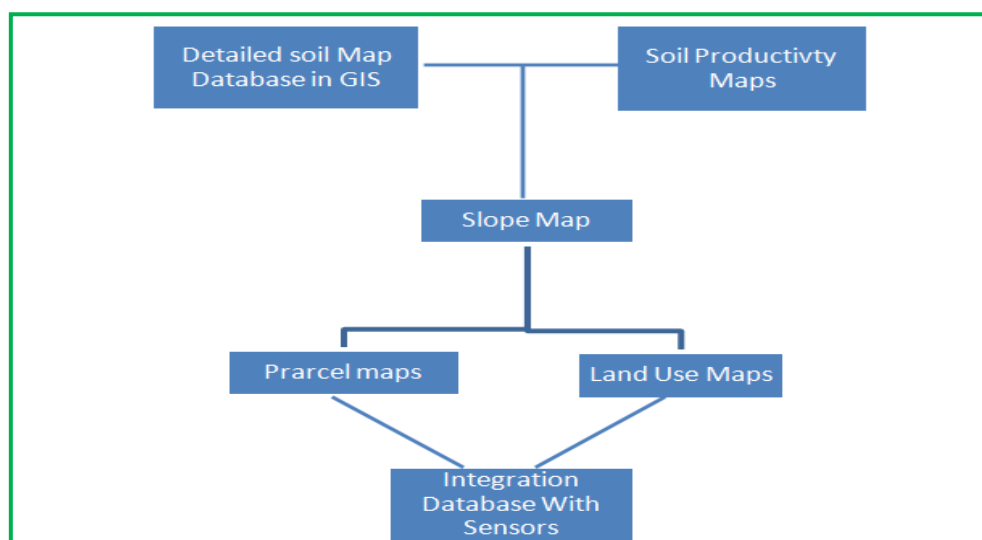 Detailed soil Map
Database in GIS
Soil Productivty
Maps
Slope Map
Prarcel maps
Land Use Maps
Integration
Database With
Sensors